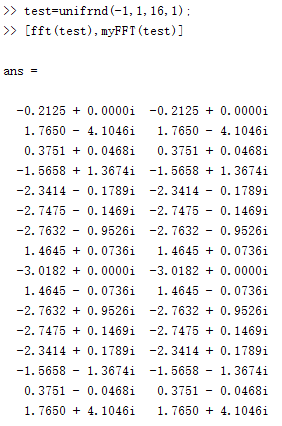 >> test=unifrnd(-1,1,16,1);
>> [fft(test),myFFT(test)]
ans =
-0.2125 + 0.0000i  -0.2125 + 0.0000i
1.7650 - 4.1046i   1.7650 - 4.1046i
0.3751 + 0.0468i   0.3751 + 0.0468i
-1.5658 + 1.3674i  -1.5658 + 1.3674i
-2.3414 - 0.1789i  -2.3414 - 0.1789i
-2.7475 - 0.1469i  -2.7475 - 0.1469i
-2.7632 - 0.9526i  -2.7632 - 0.9526i
1.4645 + 0.0736i   1.4645 + 0.0736i
-3.0182 + 0.0000i  -3.0182 + 0.0000i
1.4645 - 0.0736i   1.4645 - 0.0736i
-2.7632 + 0.9526i  -2.7632 + 0.9526i
-2.7475 + 0.1469i  -2.7475 + 0.1469i
-2.3414 + 0.1789i  -2.3414 + 0.1789i
-1.5658 - 1.3674i  -1.5658 - 1.3674i
0.3751 - 0.0468i   0.3751 - 0.0468i
1.7650 + 4.1046i   1.7650 + 4.1046i